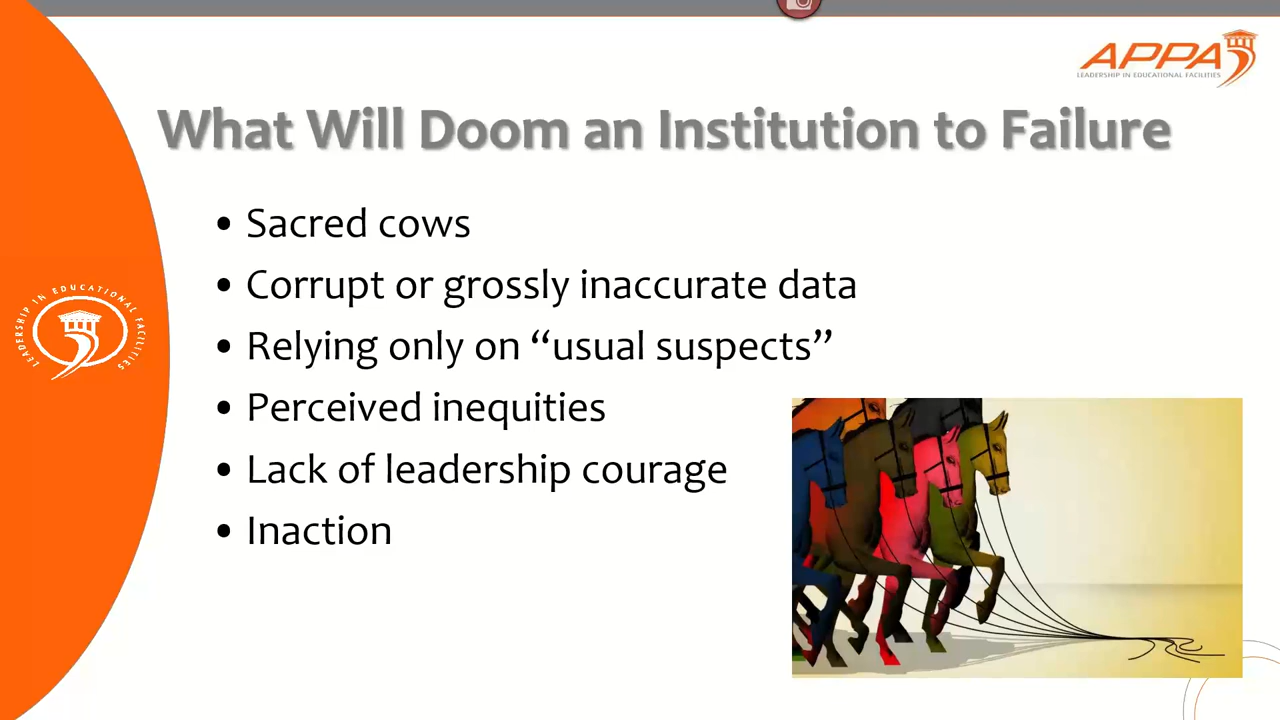 APPA
LEADERSHIP IN EDUCATIONAL FACILITIES
What Will Doom an Institution to Failure
• Sacred cows
• Corrupt or grossly inaccurate data
• Relying only on “usual suspects”
• Perceived inequities
• Lack of leadership courage
• Inaction
LEADERSHIP IN EDUCATIONAL FACILITIES